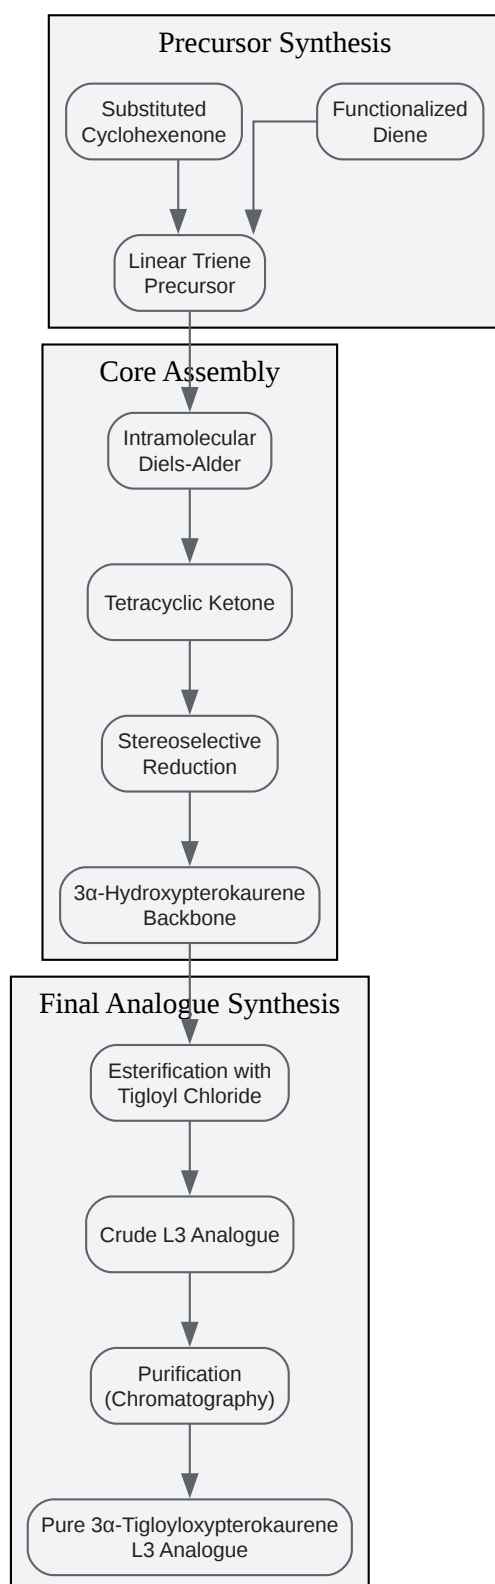 Precursor Synthesis
Substituted
Cyclohexenone
Functionalized
Diene
Linear Triene
Precursor
Core Assembly
Intramolecular
Diels-Alder
Tetracyclic Ketone
Stereoselective
Reduction
3α-Hydroxypterokaurene
Backbone
Final Analogue Synthesis
Esterification with
Tigloyl Chloride
Crude L3 Analogue
Purification
(Chromatography)
Pure 3α-Tigloyloxypterokaurene
L3 Analogue